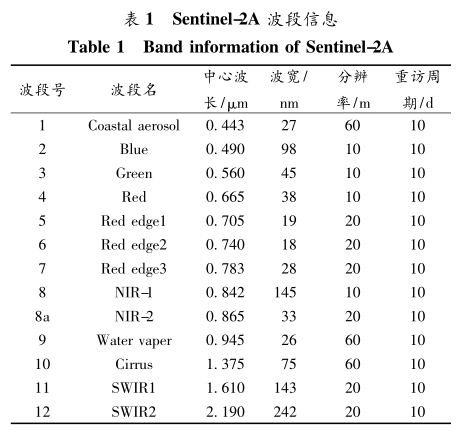 表 1 Sentinel-2A 波段信息
Table 1 Band information of Sentinel-2A
波段号 波段名 中心波长/μm 波宽/nm 分辨率/m 重访周期/d
1 Coastal aerosol 0.443 27 60 10
2 Blue 0.490 98 10 10
3 Green 0.560 45 10 10
4 Red 0.665 38 10 10
5 Red edge1 0.705 19 20 10
6 Red edge2 0.740 18 20 10
7 Red edge3 0.783 28 20 10
8 NIR-1 0.842 145 10 10
8a NIR-2 0.865 33 20 10
9 Water vaper 0.945 26 60 10
10 Cirrus 1.375 75 60 10
11 SWIR1 1.610 143 20 10
12 SWIR2 2.190 242 20 10